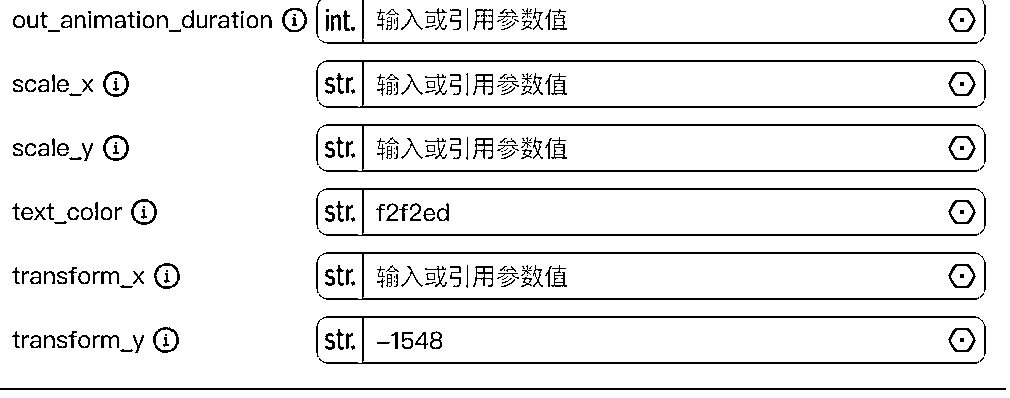 out_animation_duration int. 输入或引用参数值
scale_x str. 输入或引用参数值
scale_y str. 输入或引用参数值
text_color str. f2f2ed
transform_x str. 输入或引用参数值
transform_y str. -1548